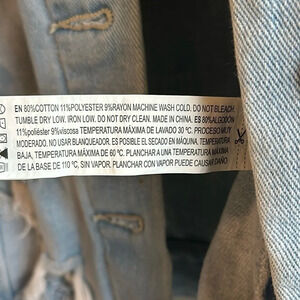 EN 80%COTTON 11%POLYESTER 9%RAYON MACHINE WASH COLD. DO NOT BLEACH.
TUMBLE DRY LOW. IRON LOW. DO NOT DRY CLEAN. MADE IN. ES 80%ALGODÓN
11%poliéster 9%viscosa TEMPERATURA MÁXIMA DE LAVADO 30 ºC. PROCESO MUY
MODERADO. NO USAR BLANQUEADOR. ES POSIBLE EL SECADO EN MÁQUINA, TEMPERATURA
BAJA, TEMPERATURA MÁXIMA DE 60 ºC. PLANCHAR A UNA TEMPERATURA MÁXIMA
DE LA BASE DE 110 ºC, SIN VAPOR. PLANCHAR CON VAPOR PUEDE CAUSAR DAÑO